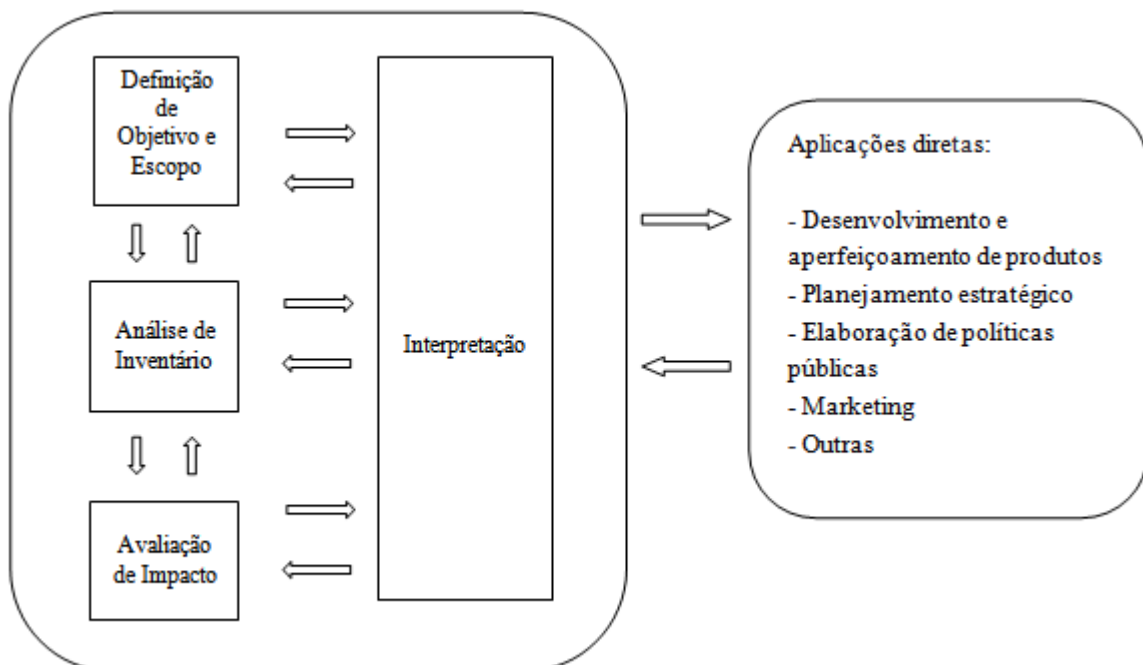 Definição
de
Objetivo e
Escopo
Análise de
Inventário
Avaliação
de Impacto
Interpretação
Aplicações diretas:
- Desenvolvimento e
aperfeiçoamento de produtos
- Planejamento estratégico
- Elaboração de políticas
públicas
- Marketing
- Outras